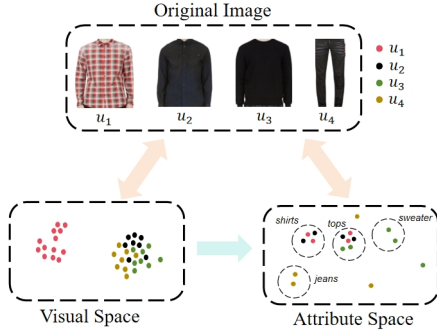 Original Image
u1 u2 u3 u4
u1
u2
u3
u4
shirts tops sweater
jeans
Visual Space Attribute Space